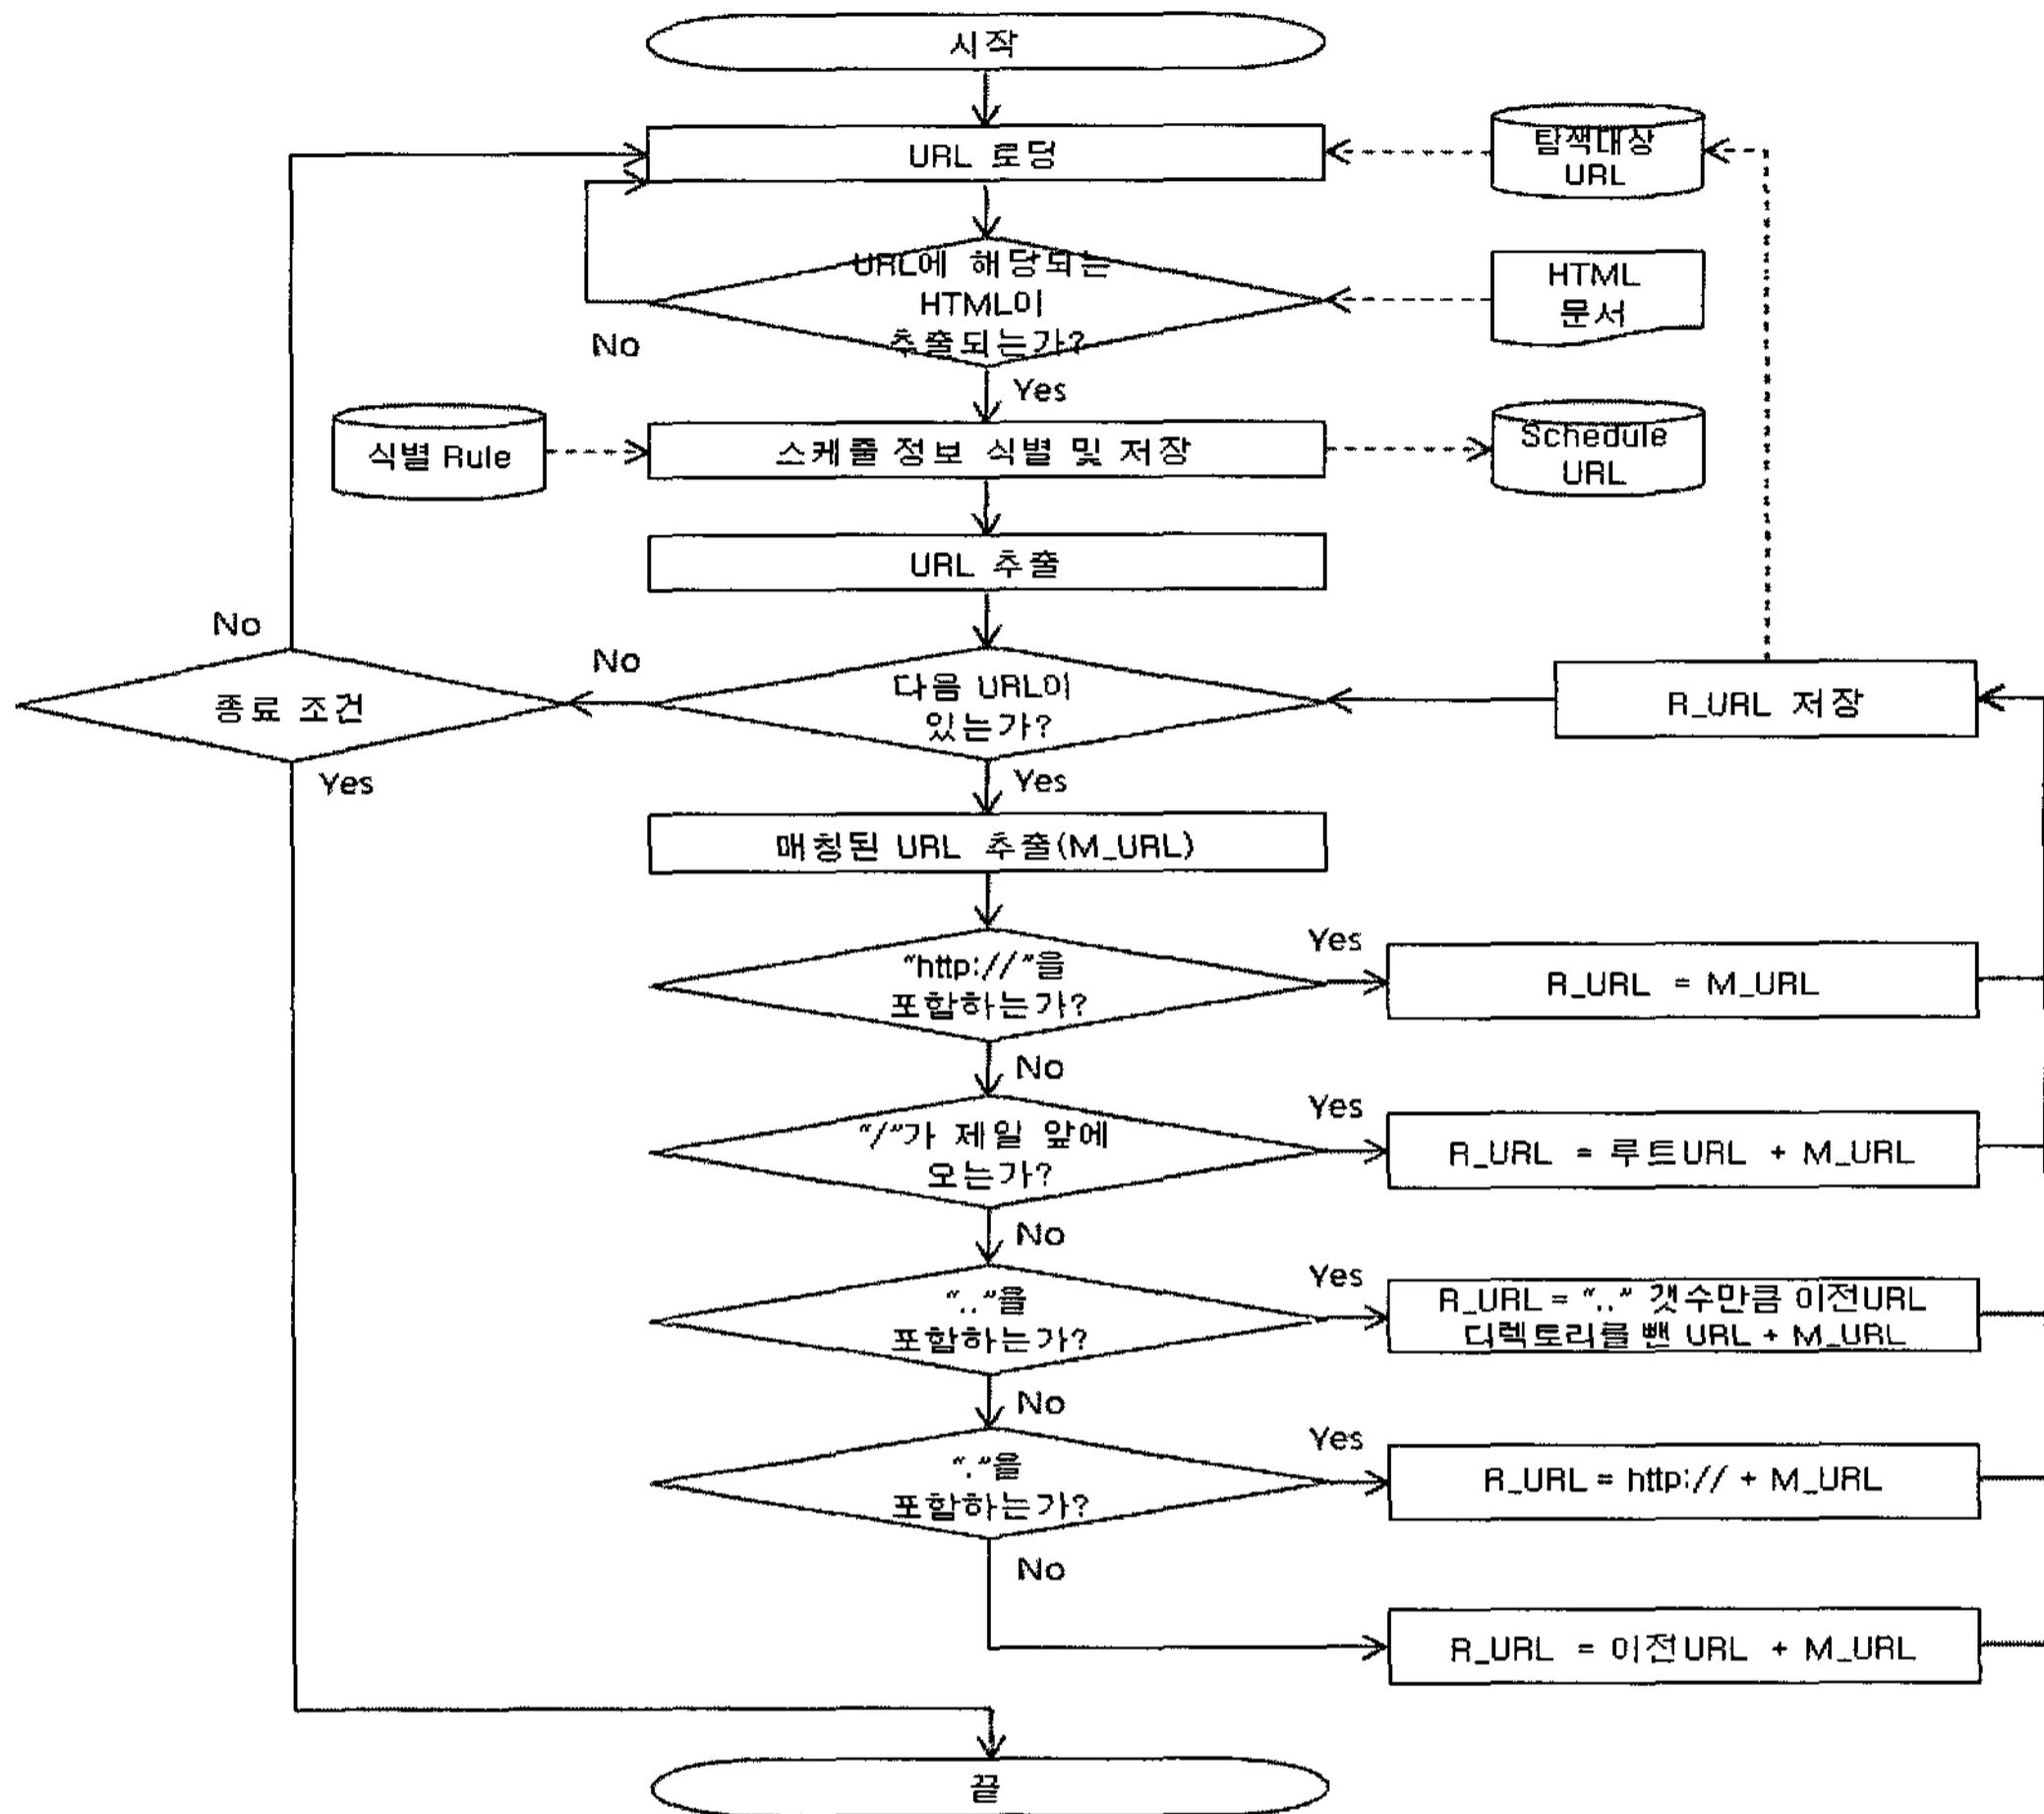 시작
URL 로딩
탐색대상
URL
URL에 해당되는
HTML이
추출되는가?
HTML
문서
No
Yes
식별 Rule
스케줄 정보 식별 및 저장
Schedule
URL
URL 추출
No
종료 조건
No
다음 URL이
있는가?
R_URL 저장
Yes
Yes
매칭된 URL 추출(M_URL)
"http://"을
포함하는가?
Yes
R_URL = M_URL
No
"/"가 제일 앞에
오는가?
Yes
R_URL = 루트URL + M_URL
No
".."을
포함하는가?
Yes
R_URL = ".." 갯수만큼 이전URL
디렉토리를 뺀 URL + M_URL
No
"."을
포함하는가?
Yes
R_URL = http:// + M_URL
No
R_URL = 이전URL + M_URL
끝